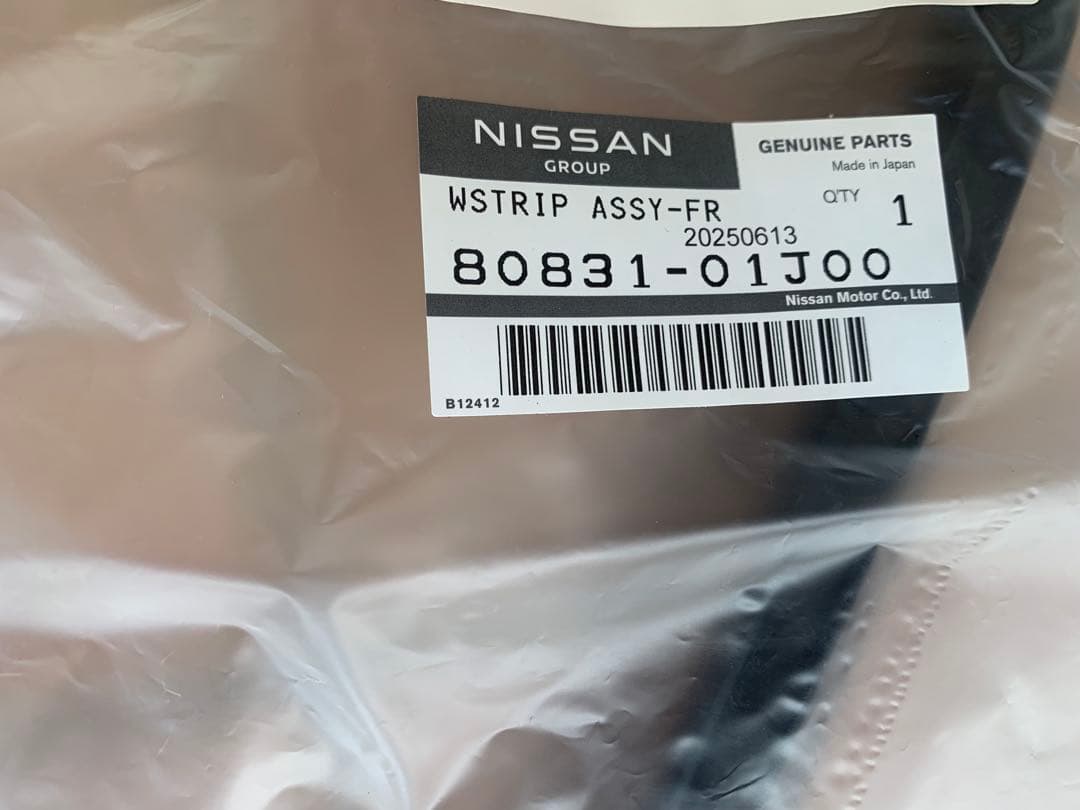 NISSAN
GROUP
GENUINE PARTS
Made in Japan
WSTRIP ASSY-FR
Q'TY 1
20250613
80831-01J00
Nissan Motor Co., Ltd.
B12412